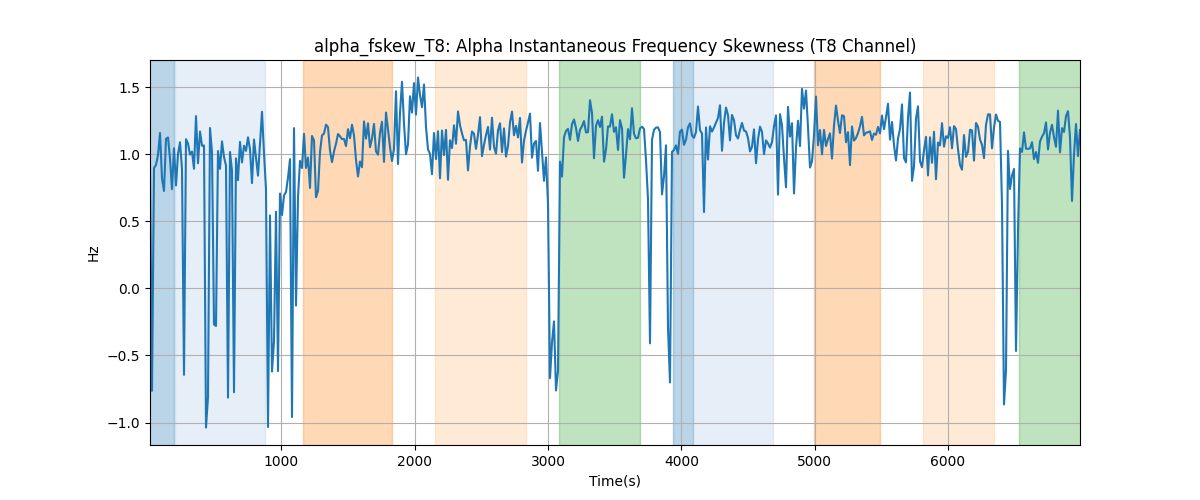 alpha_fskew_T8: Alpha Instantaneous Frequency Skewness (T8 Channel)
1.5
1.0
0.5
0.0
−0.5
−1.0
Hz
1000 2000 3000 4000 5000 6000
Time(s)